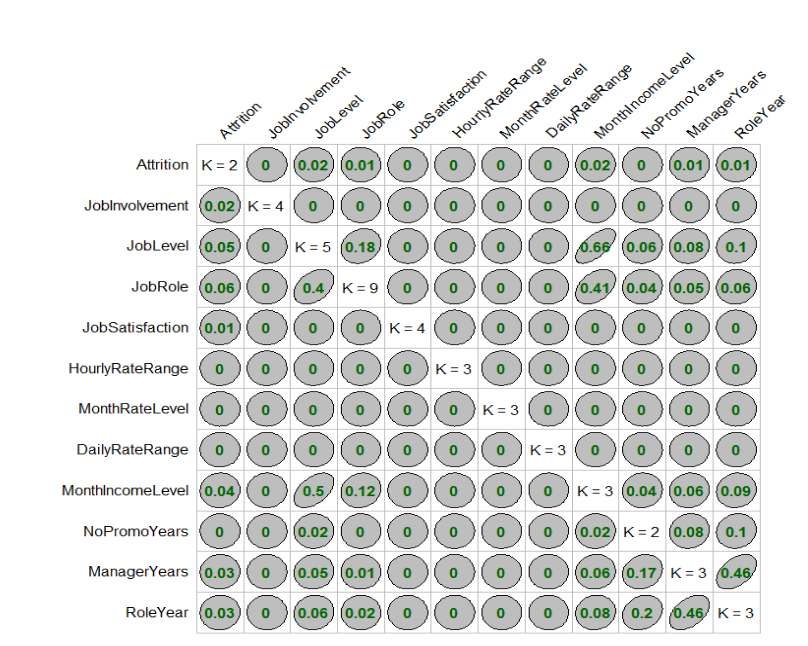 Attrition JobInvolvement JobLevel JobRole JobSatisfaction HourlyRateRange MonthRateLevel DailyRateRange MonthIncomeLevel NoPromoYears ManagerYears RoleYear
Attrition K = 2 0 0.02 0.01 0 0 0 0 0.02 0 0.01 0.01
JobInvolvement 0.02 K = 4 0 0 0 0 0 0 0 0 0 0
JobLevel 0.05 0 K = 5 0.18 0 0 0 0 0.66 0.06 0.08 0.1
JobRole 0.06 0 0.4 K = 9 0 0 0 0 0.41 0.04 0.05 0.06
JobSatisfaction 0.01 0 0 0 K = 4 0 0 0 0 0 0 0
HourlyRateRange 0 0 0 0 0 K = 3 0 0 0 0 0 0
MonthRateLevel 0 0 0 0 0 0 K = 3 0 0 0 0 0
DailyRateRange 0 0 0 0 0 0 0 K = 3 0 0 0 0
MonthIncomeLevel 0.04 0 0.5 0.12 0 0 0 0 K = 3 0.04 0.06 0.09
NoPromoYears 0 0 0.02 0 0 0 0 0 0.02 K = 2 0.08 0.1
ManagerYears 0.03 0 0.05 0.01 0 0 0 0 0.06 0.17 K = 3 0.46
RoleYear 0.03 0 0.06 0.02 0 0 0 0 0.08 0.2 0.46 K = 3